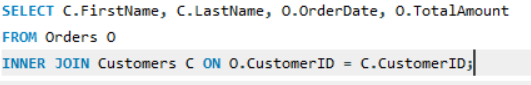 SELECT C.FirstName, C.LastName, O.OrderDate, O.TotalAmount
FROM Orders O
INNER JOIN Customers C ON O.CustomerID = C.CustomerID;